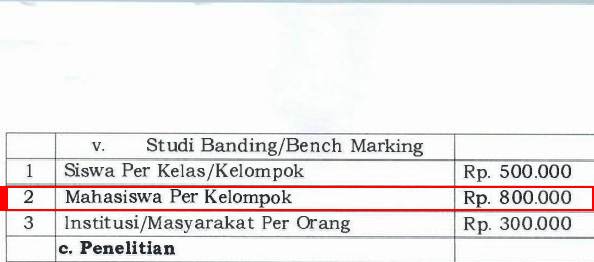 v. Studi Banding/Bench Marking
1 Siswa Per Kelas/Kelompok Rp. 500.000
2 Mahasiswa Per Kelompok Rp. 800.000
3 Institusi/Masyarakat Per Orang Rp. 300.000
c. Penelitian